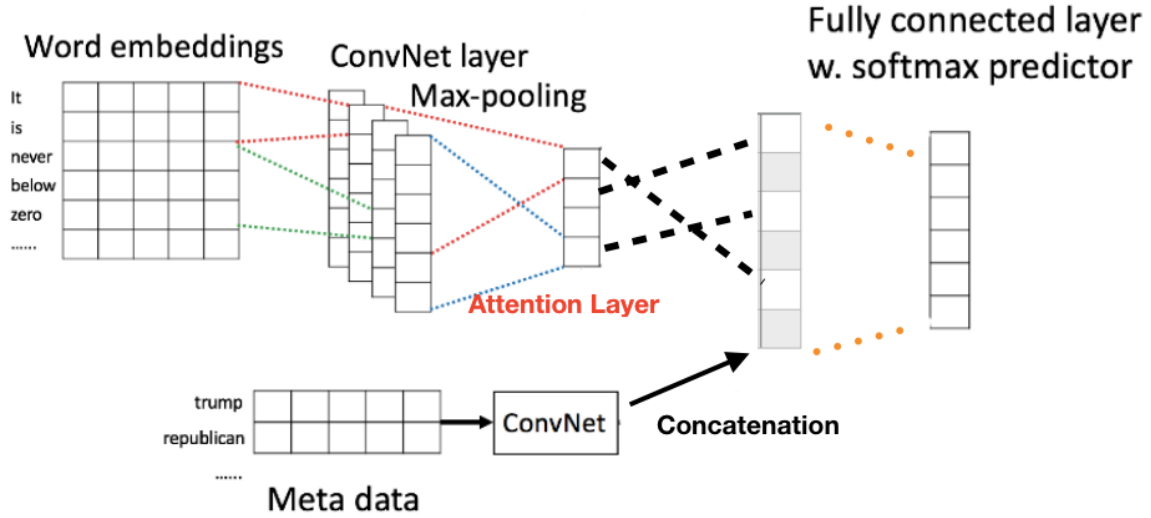 Fully connected layer
w. softmax predictor
Word embeddings
ConvNet layer
Max-pooling
It
is
never
below
zero
......
Attention Layer
trump
republican
......
ConvNet
Concatenation
Meta data